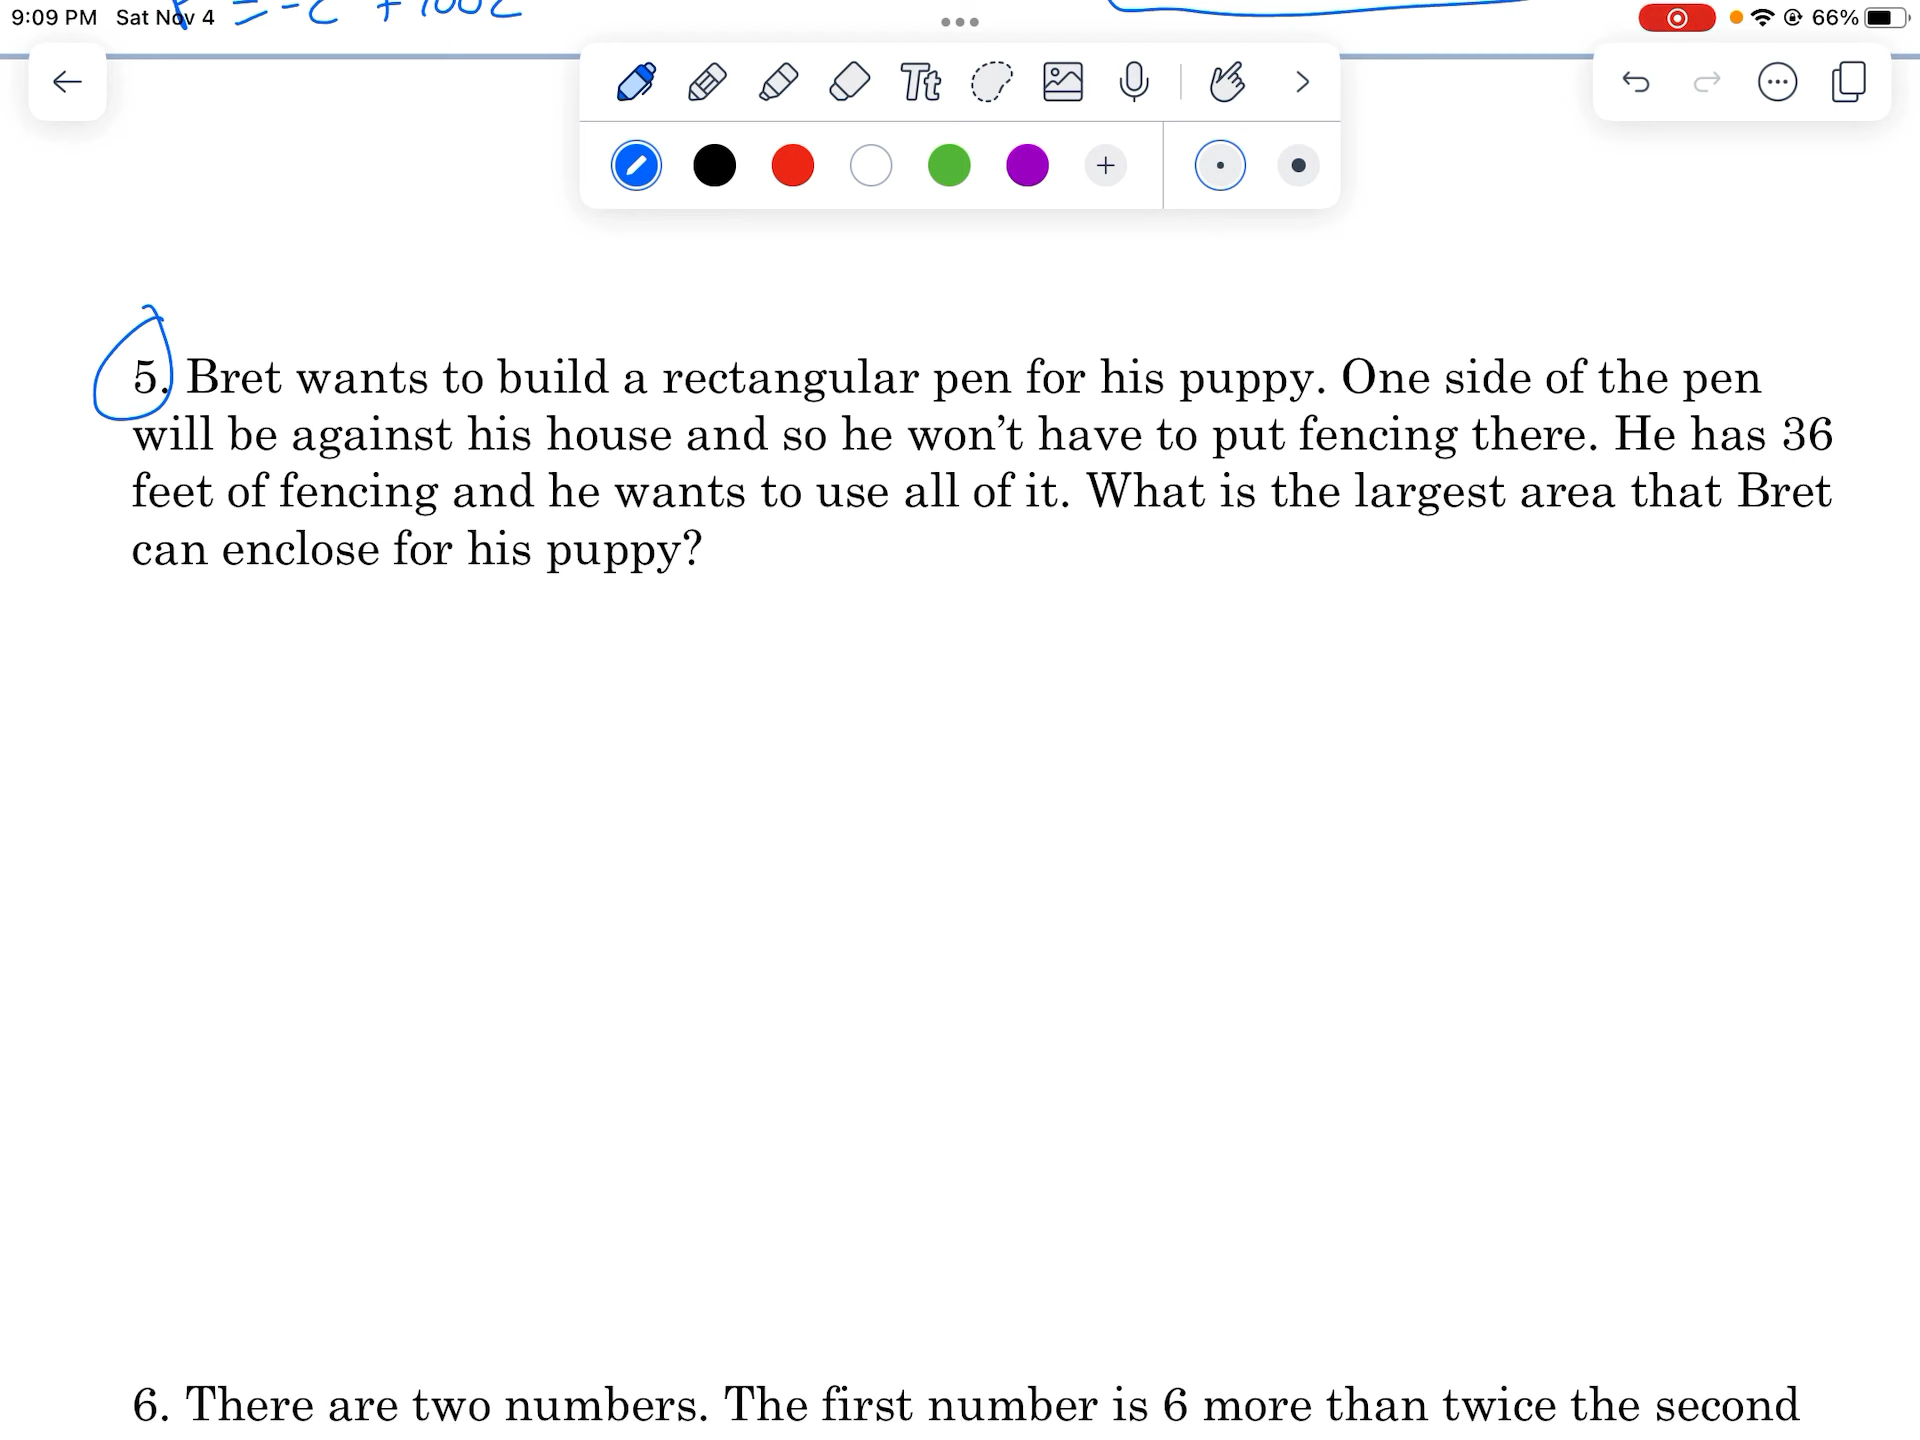 9:09 PM Sat Nov 4
66%
= -2 + 100
Tt
5. Bret wants to build a rectangular pen for his puppy. One side of the pen
will be against his house and so he won’t have to put fencing there. He has 36
feet of fencing and he wants to use all of it. What is the largest area that Bret
can enclose for his puppy?
6. There are two numbers. The first number is 6 more than twice the second